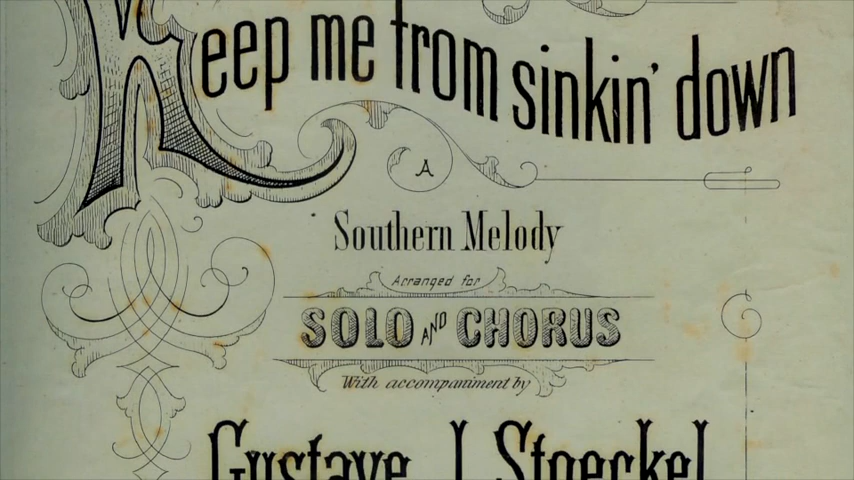 Keep me from sinkin' down
A
Southern Melody
Arranged for
SOLO AND CHORUS
With accompaniment by
Gustave J. Stoeckel